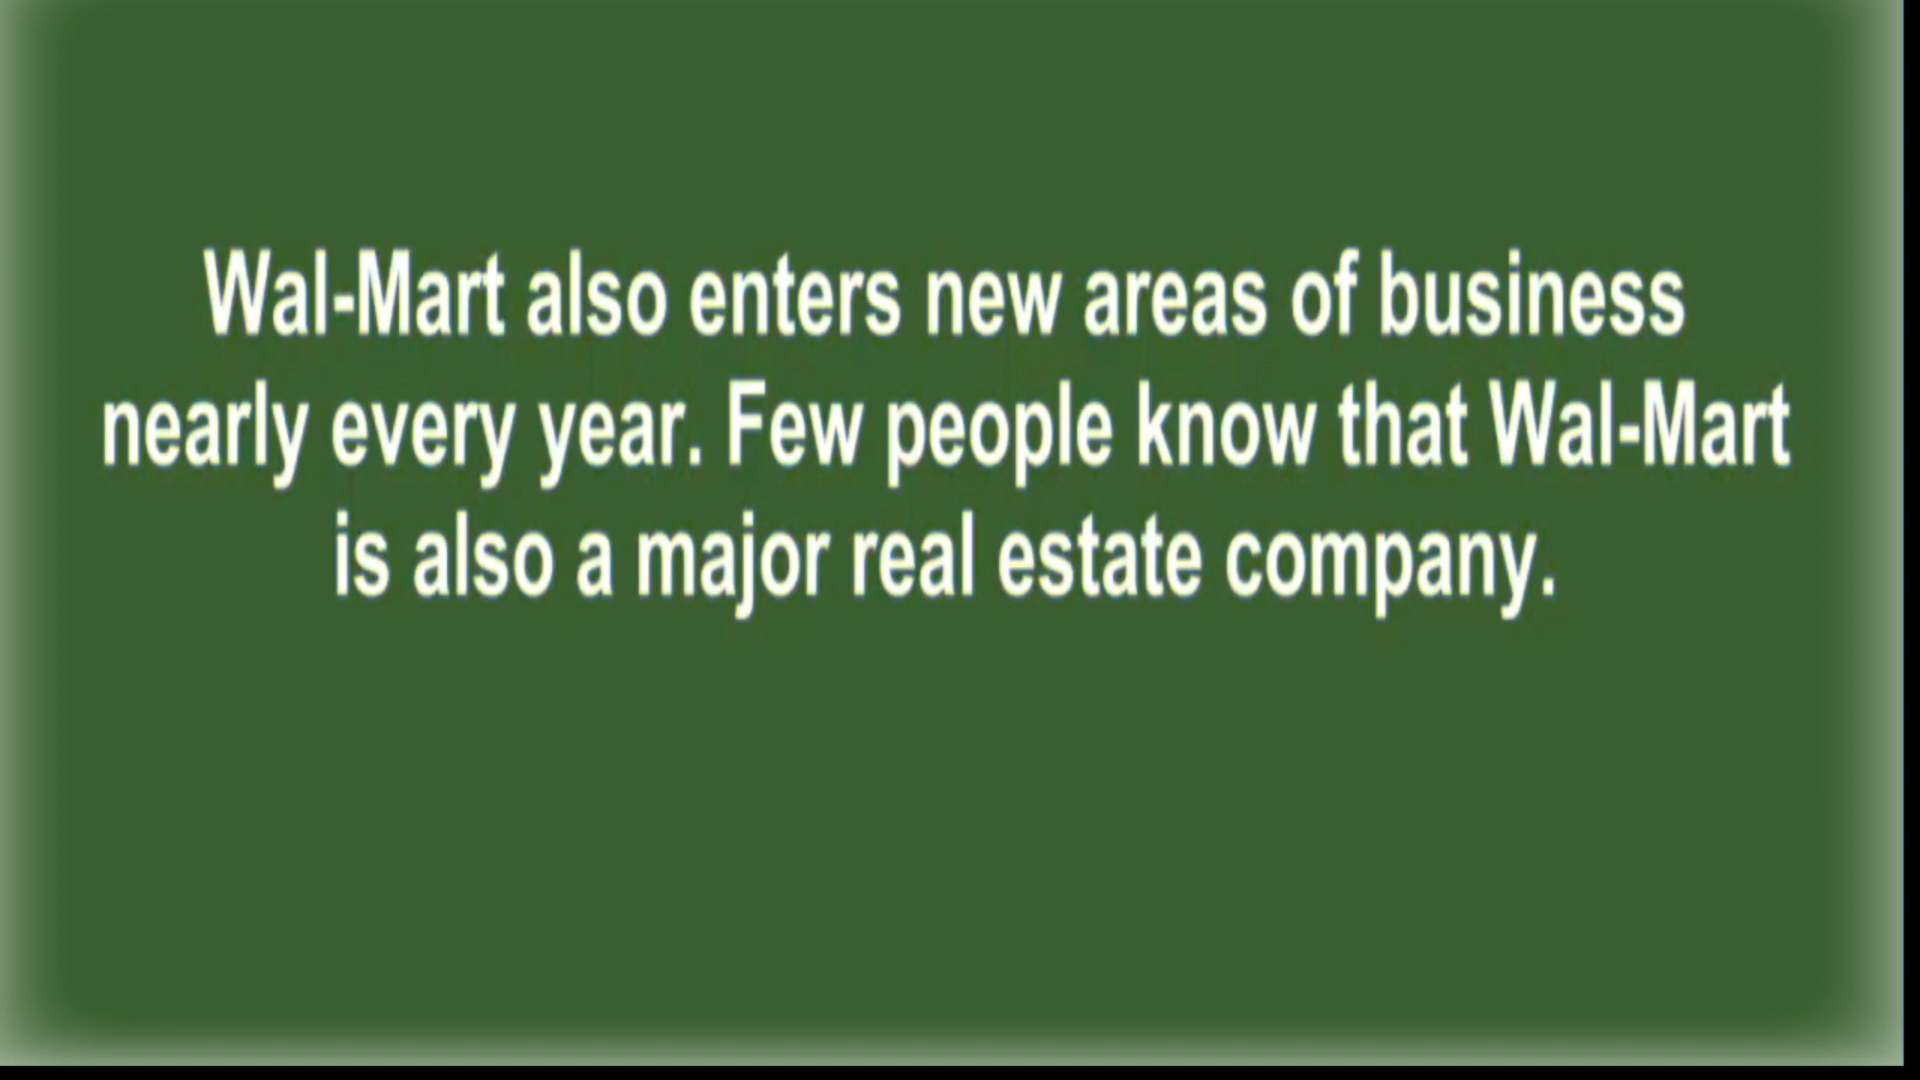 Wal-Mart also enters new areas of business
nearly every year. Few people know that Wal-Mart
is also a major real estate company.